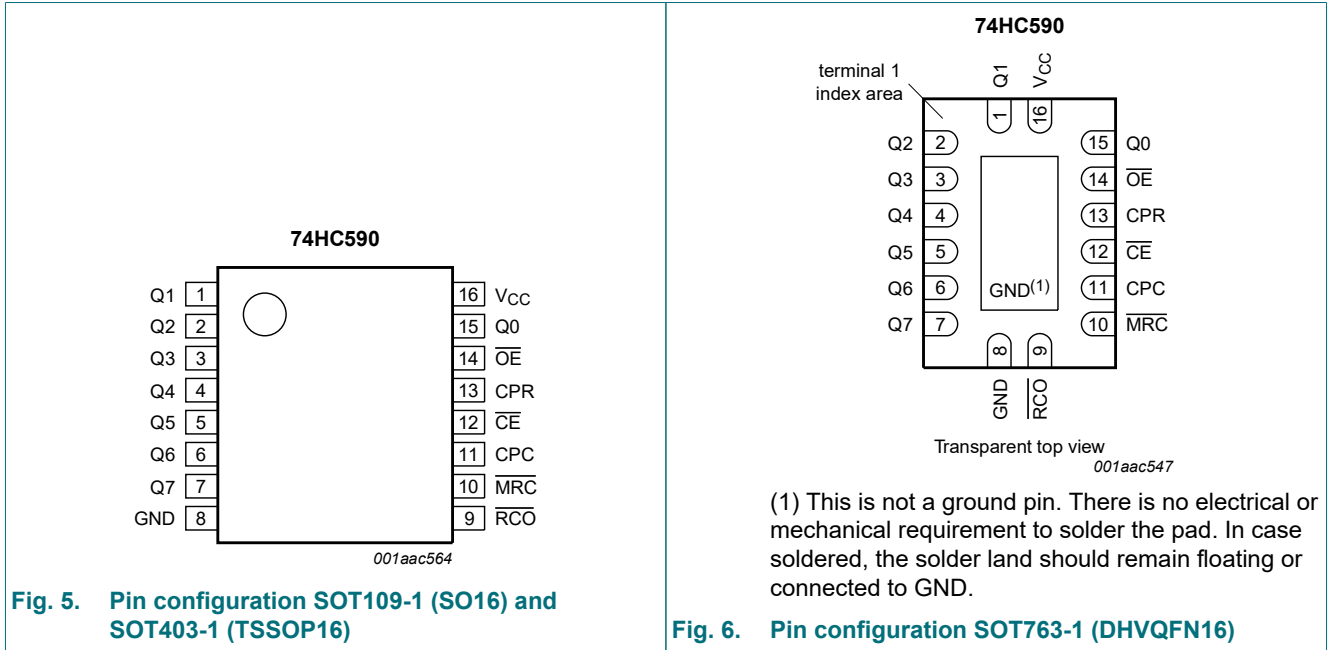 74HC590
Q1 1
Q2 2
Q3 3
Q4 4
Q5 5
Q6 6
Q7 7
GND 8
16 VCC
15 Q0
14 OE
13 CPR
12 CE
11 CPC
10 MRC
9 RCO
001aac564
Fig. 5. Pin configuration SOT109-1 (SO16) and
SOT403-1 (TSSOP16)
74HC590
terminal 1
index area
Q1
VCC
1
16
Q2 2
Q3 3
Q4 4
Q5 5
Q6 6
Q7 7
GND(1)
15 Q0
14 OE
13 CPR
12 CE
11 CPC
10 MRC
8
9
GND
RCO
Transparent top view
001aac547
(1) This is not a ground pin. There is no electrical or
mechanical requirement to solder the pad. In case
soldered, the solder land should remain floating or
connected to GND.
Fig. 6. Pin configuration SOT763-1 (DHVQFN16)